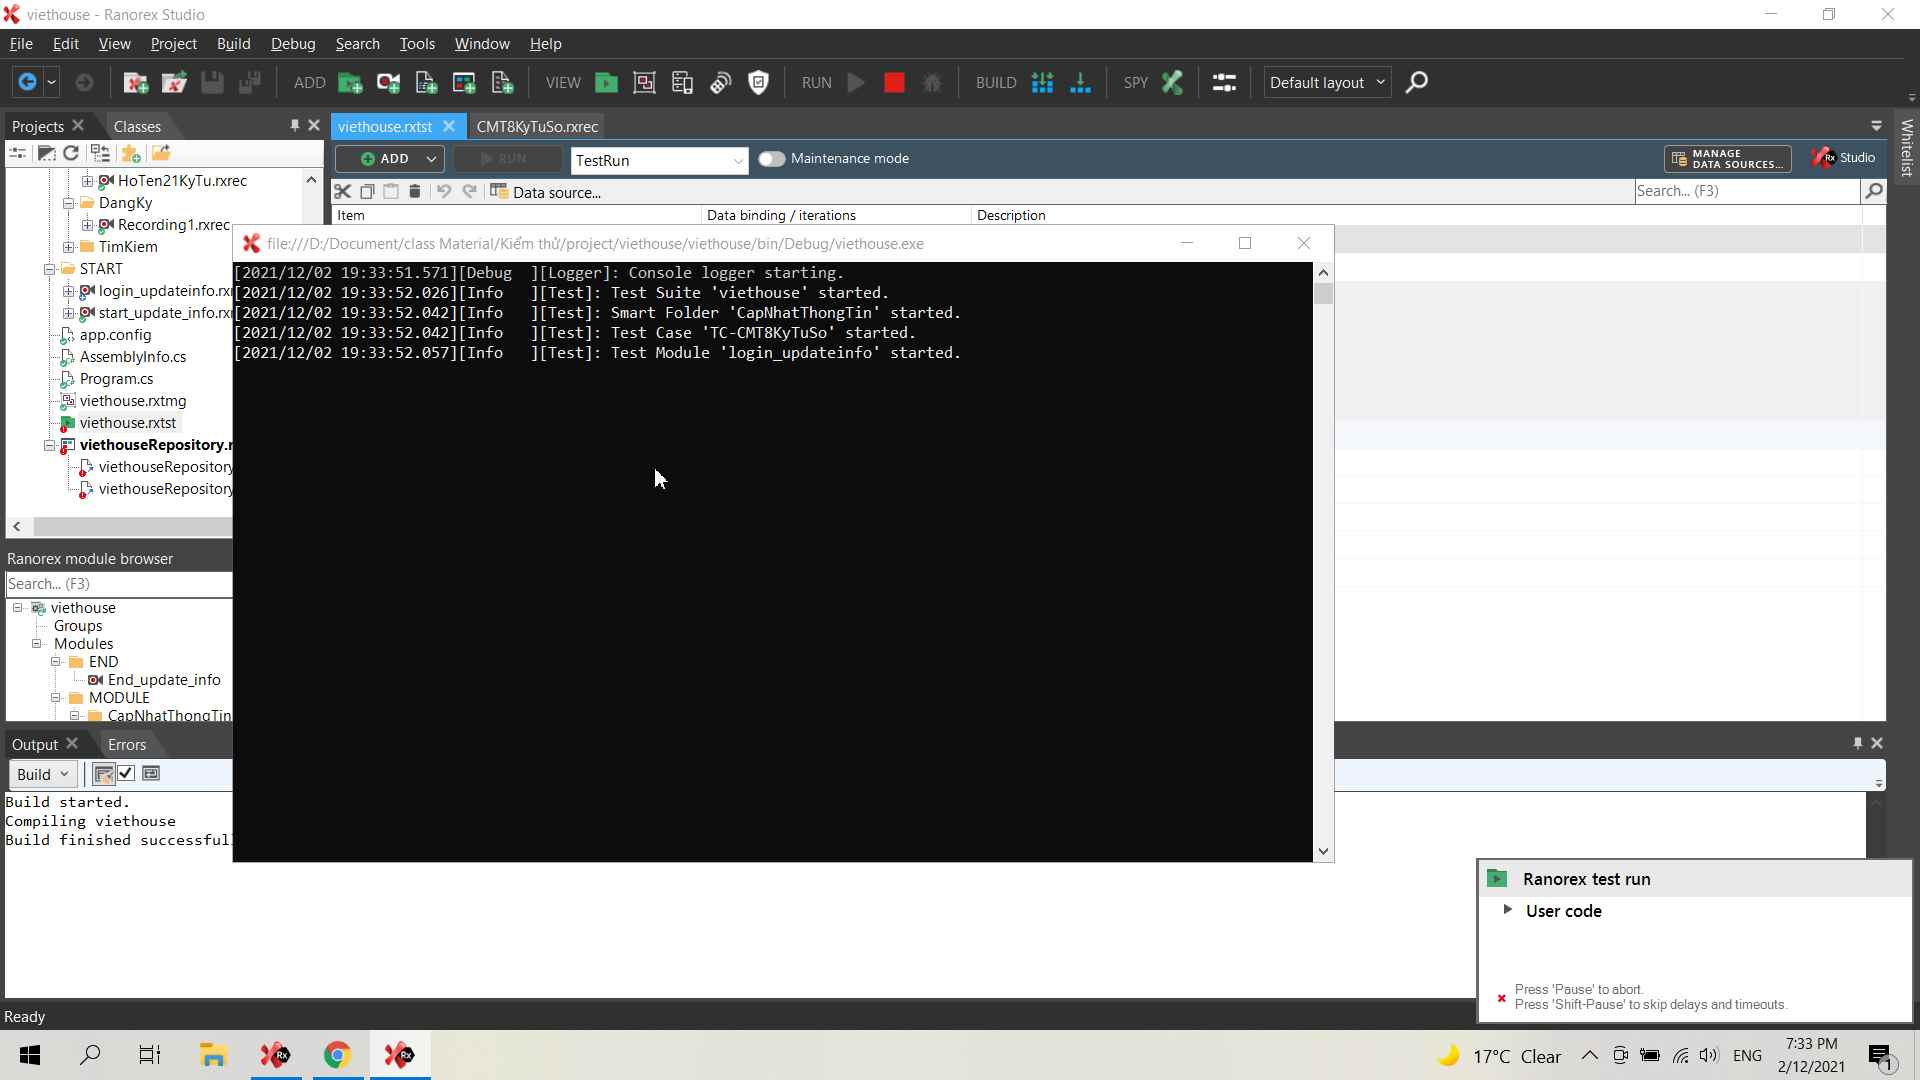 viethouse - Ranorex Studio
File Edit View Project Build Debug Search Tools Window Help
ADD VIEW RUN BUILD SPY Default layout
Projects Classes
viethouse.rxtst CMT8KyTuSo.rxrec
Whitelist
ADD RUN TestRun Maintenance mode
MANAGE
DATA SOURCES...
Rx Studio
Data source...
Search... (F3)
Item Data binding / iterations Description
HoTen21KyTu.rxrec
DangKy
Recording1.rxrec
TimKiem
START
login_updateinfo.rxr
start_update_info.rxr
app.config
AssemblyInfo.cs
Program.cs
viethouse.rxtmg
viethouse.rxtst
viethouseRepository.r
viethouseRepository
viethouseRepository
file:///D:/Document/class Material/Kiểm thử/project/viethouse/viethouse/bin/Debug/viethouse.exe
[2021/12/02 19:33:51.571][Debug  ][Logger]: Console logger starting.
[2021/12/02 19:33:52.026][Info   ][Test]: Test Suite 'viethouse' started.
[2021/12/02 19:33:52.042][Info   ][Test]: Smart Folder 'CapNhatThongTin' started.
[2021/12/02 19:33:52.042][Info   ][Test]: Test Case 'TC-CMT8KyTuSo' started.
[2021/12/02 19:33:52.057][Info   ][Test]: Test Module 'login_updateinfo' started.
Ranorex module browser
Search... (F3)
viethouse
Groups
Modules
END
End_update_info
MODULE
CapNhatThongTin
Output Errors
Build
Build started.
Compiling viethouse
Build finished successful
Ranorex test run
User code
Press 'Pause' to abort.
Press 'Shift-Pause' to skip delays and timeouts.
Ready
Rx
Rx
17°C Clear
ENG
7:33 PM
2/12/2021
1